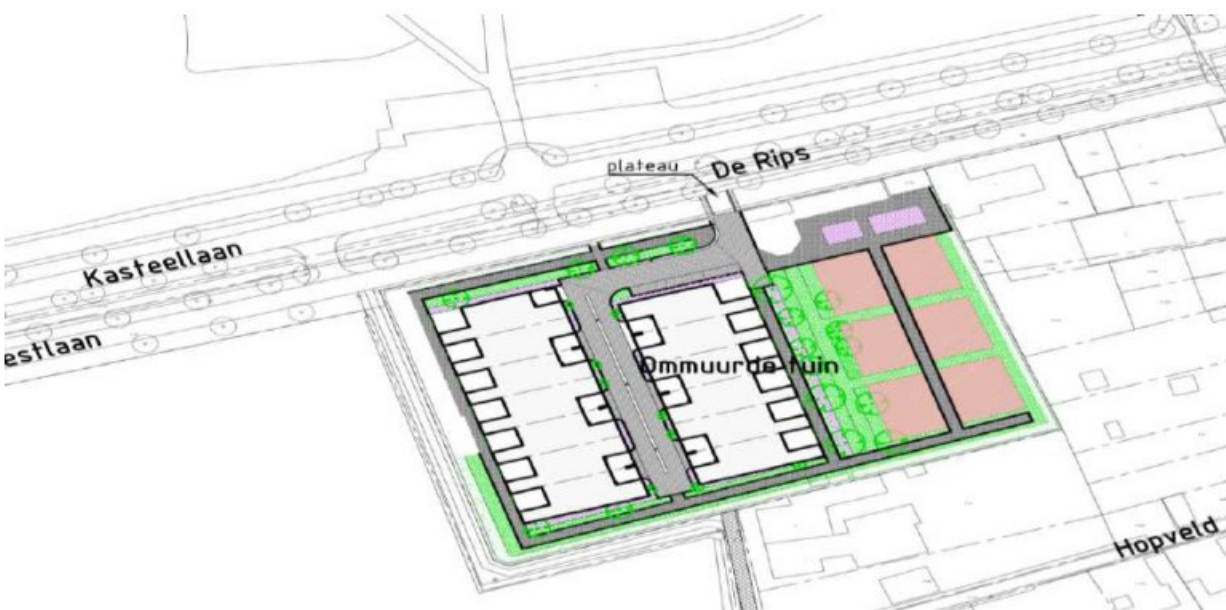 plateau
De Rips
Kasteellaan
estlaan
Ommuurde tuin
Hopveld